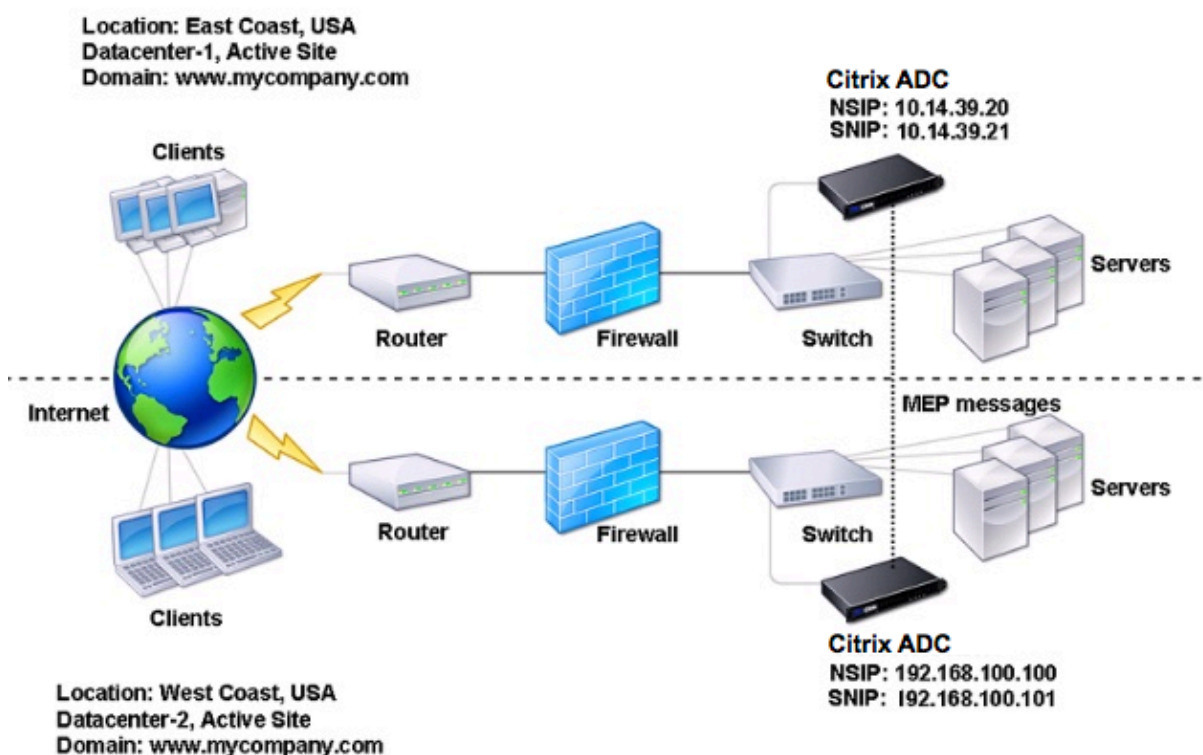 Location: East Coast, USA
Datacenter-1, Active Site
Domain: www.mycompany.com
Citrix ADC
NSIP: 10.14.39.20
SNIP: 10.14.39.21
Clients
Servers
Router
Firewall
Switch
Internet
MEP messages
Servers
Router
Firewall
Switch
Clients
Citrix ADC
NSIP: 192.168.100.100
SNIP: I92.168.100.101
Location: West Coast, USA
Datacenter-2, Active Site
Domain: www.mycompany.com